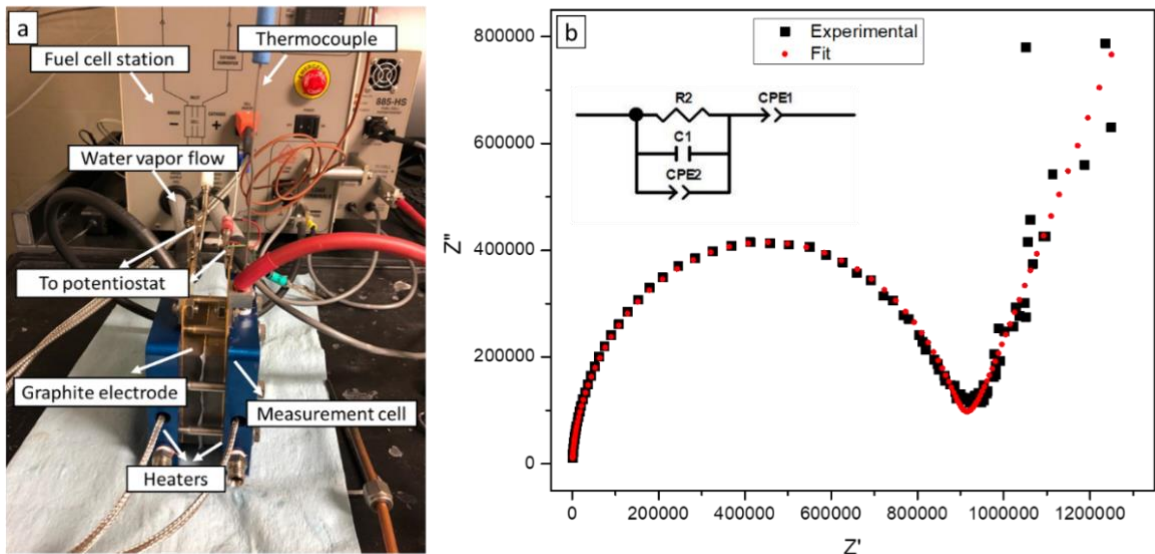 a
Thermocouple
Fuel cell station
885-HS
Water vapor flow
To potentiostat
Graphite electrode
Measurement cell
Heaters
b
Experimental
Fit
R2
CPE1
C1
CPE2
Z"
800000
600000
400000
200000
0
0
200000
400000
600000
800000
1000000
1200000
Z'